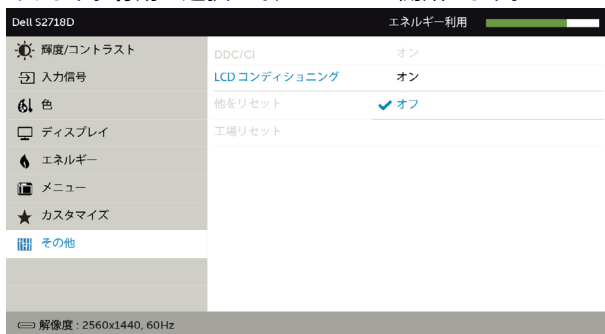 Dell S2718D エネルギー利用
輝度/コントラスト
DDC/CI オン
入力信号
LCD コンディショニング オン
色
他をリセット オフ
ディスプレイ
工場リセット
エネルギー
メニュー
カスタマイズ
その他
解像度 : 2560x1440, 60Hz